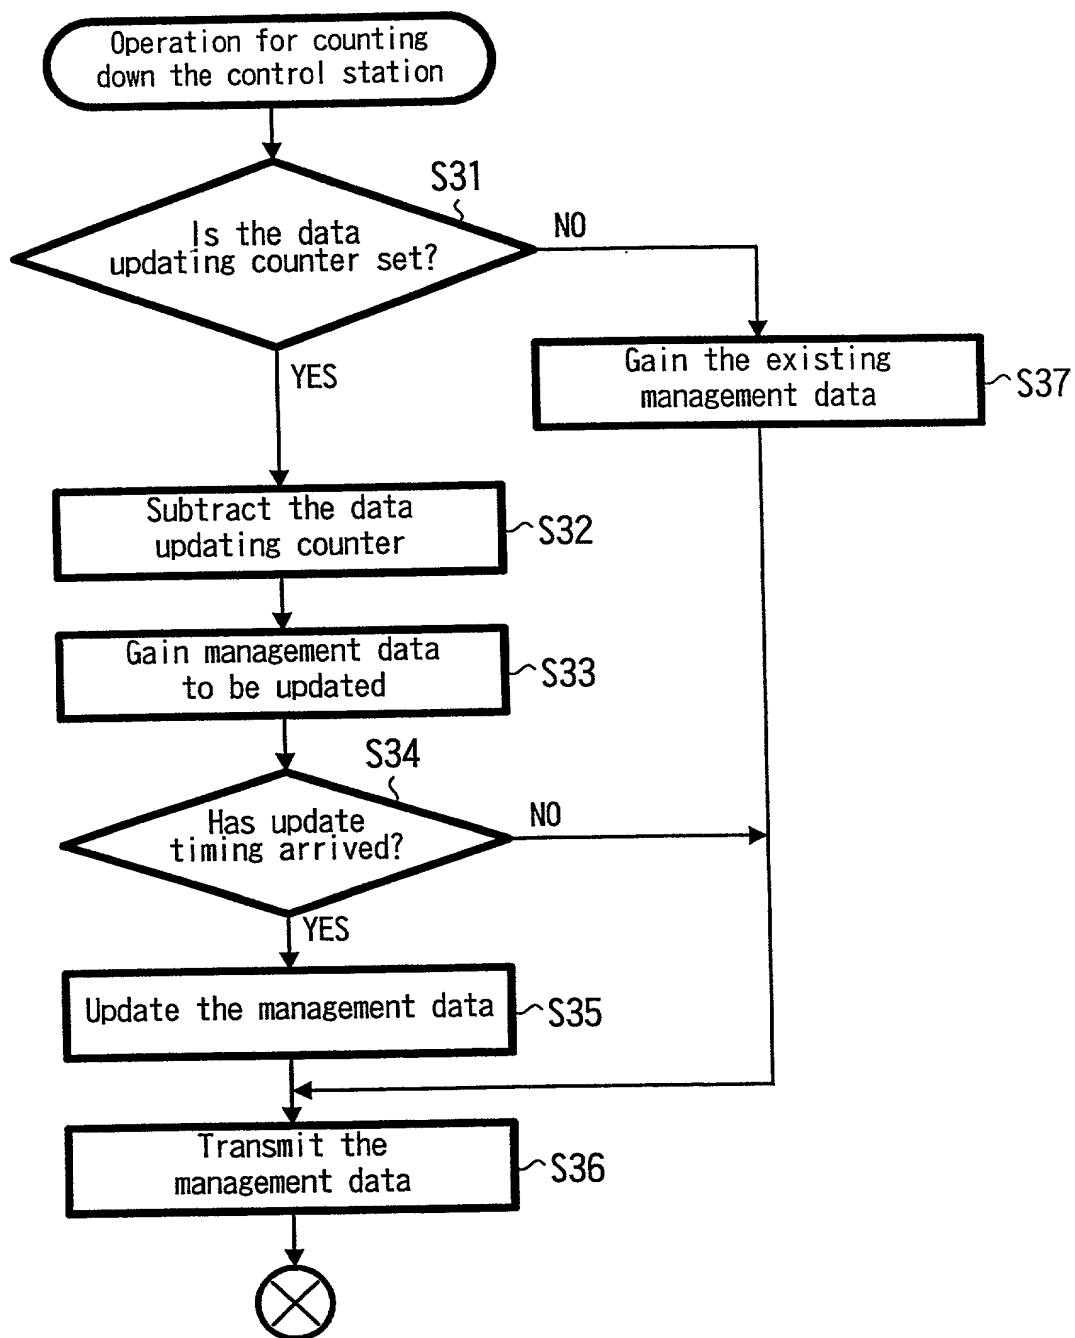 Operation for counting
down the control station
S31
Is the data
updating counter set?
NO
YES
Gain the existing
management data
S37
Subtract the data
updating counter
S32
Gain management data
to be updated
S33
S34
Has update
timing arrived?
NO
YES
Update the management data
S35
Transmit the
management data
S36